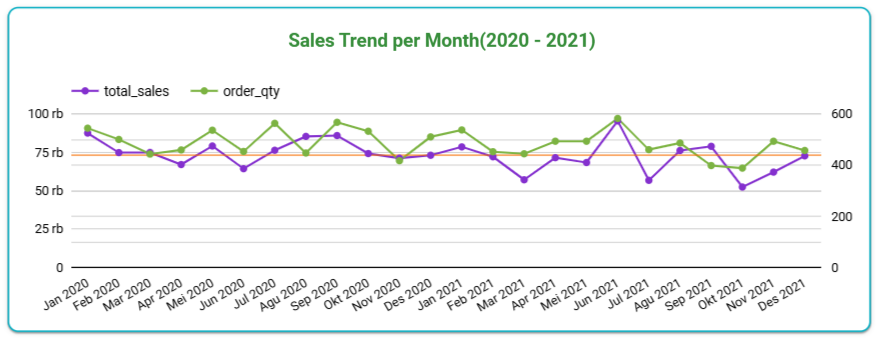 Sales Trend per Month(2020 - 2021)
total_sales order_qty
100 rb 600
75 rb 400
50 rb
25 rb 200
0 0
Jan 2020 Feb 2020 Mar 2020 Apr 2020 Mei 2020 Jun 2020 Jul 2020 Agu 2020 Sep 2020 Okt 2020 Nov 2020 Des 2020 Jan 2021 Feb 2021 Mar 2021 Apr 2021 Mei 2021 Jun 2021 Jul 2021 Agu 2021 Sep 2021 Okt 2021 Nov 2021 Des 2021